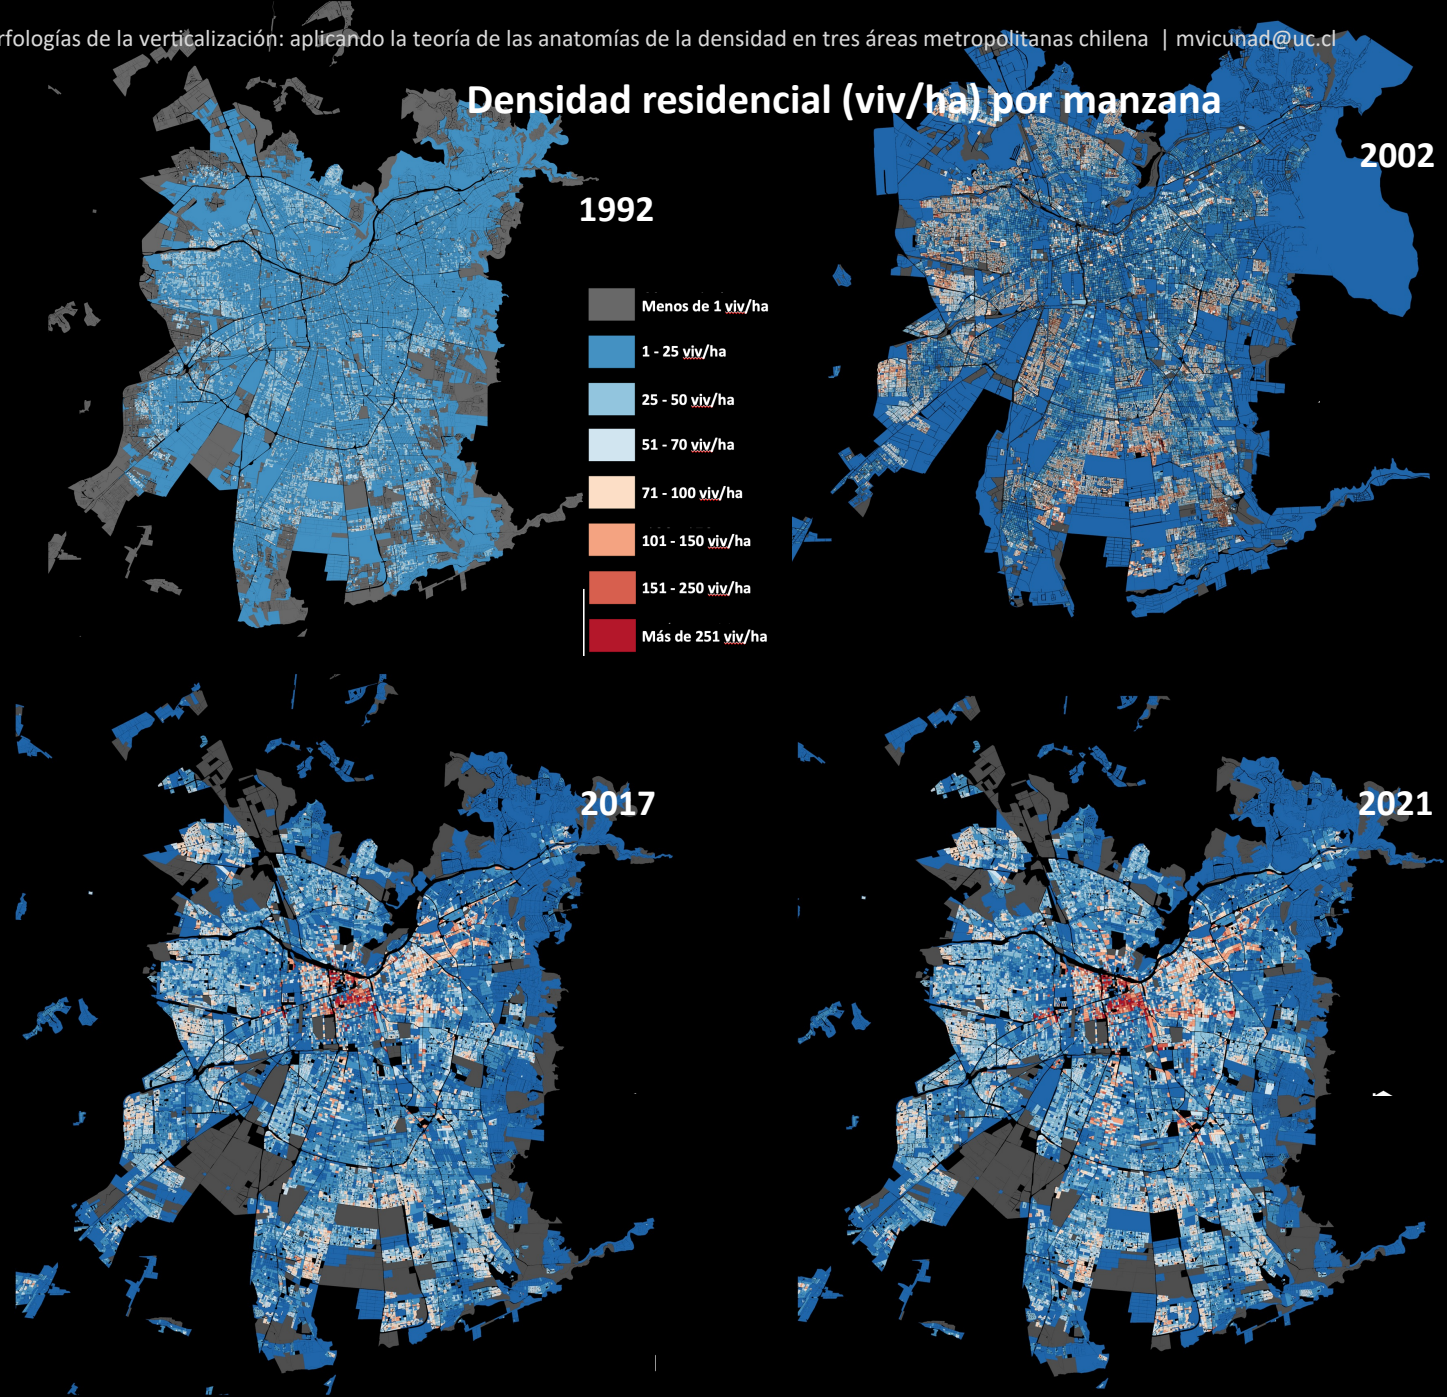 rfologías de la verticalización: aplicando la teoría de las anatomías de la densidad en tres áreas metropolitanas chilena | mvicunad@uc.cl
Densidad residencial (viv/ha) por manzana
1992
2002
Menos de 1 viv/ha
1 - 25 viv/ha
25 - 50 viv/ha
51 - 70 viv/ha
71 - 100 viv/ha
101 - 150 viv/ha
151 - 250 viv/ha
Más de 251 viv/ha
2017
2021